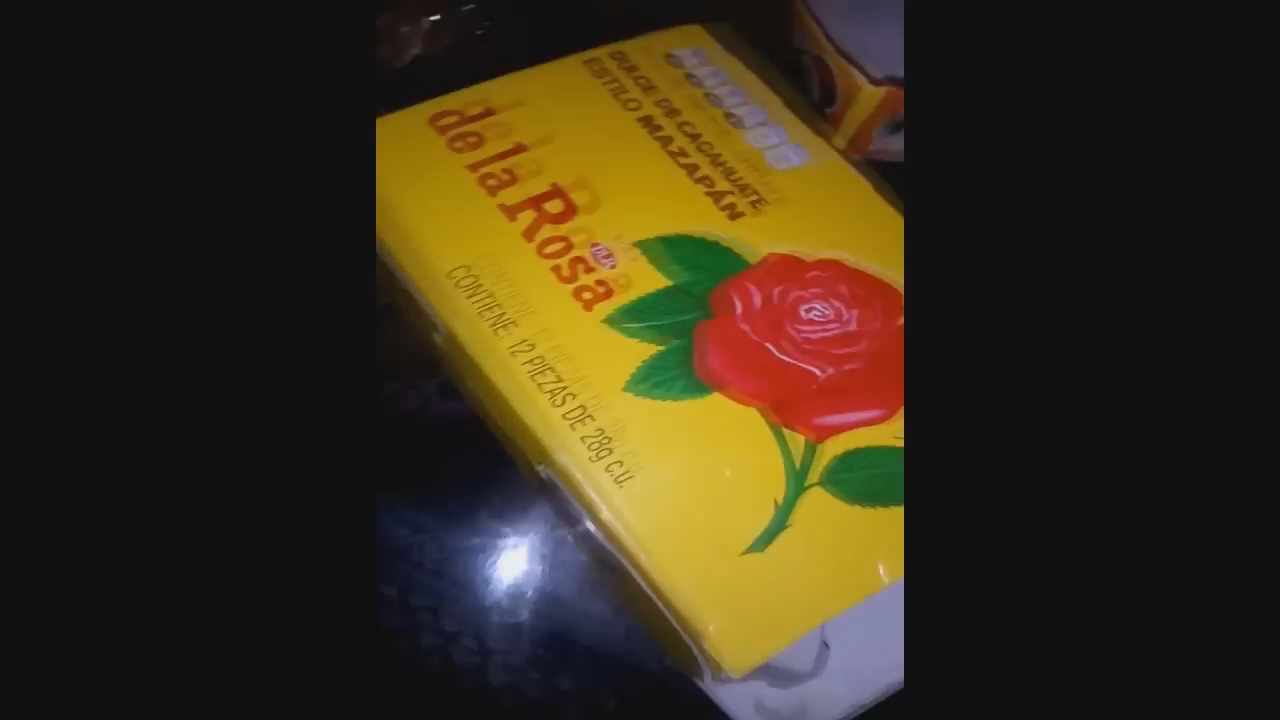 DULCE DE CACAHUATE
ESTILO MAZAPÁN
de la Rosa
CONTIENE: 12 PIEZAS DE 28g c.u.